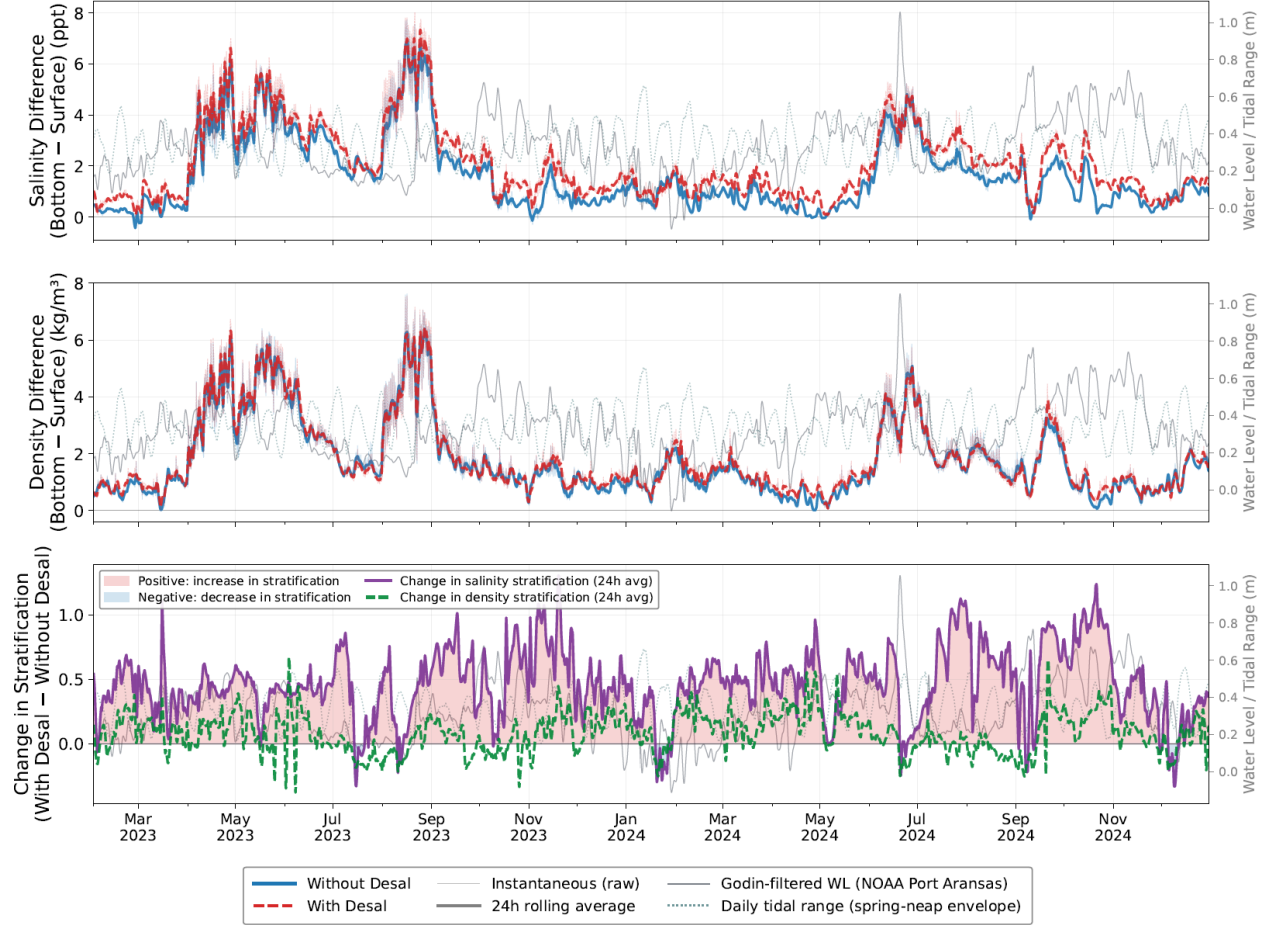 Salinity Difference
(Bottom − Surface) (ppt)
8
6
4
2
0
1.0
0.8
0.6
0.4
0.2
0.0
Water Level / Tidal Range (m)
Density Difference
(Bottom − Surface) (kg/m³)
8
6
4
2
0
1.0
0.8
0.6
0.4
0.2
0.0
Water Level / Tidal Range (m)
Change in Stratification
(With Desal − Without Desal)
1.0
0.5
0.0
Positive: increase in stratification
Negative: decrease in stratification
Change in salinity stratification (24h avg)
Change in density stratification (24h avg)
1.0
0.8
0.6
0.4
0.2
0.0
Water Level / Tidal Range (m)
Mar
2023
May
2023
Jul
2023
Sep
2023
Nov
2023
Jan
2024
Mar
2024
May
2024
Jul
2024
Sep
2024
Nov
2024
Without Desal
With Desal
Instantaneous (raw)
24h rolling average
Godin-filtered WL (NOAA Port Aransas)
Daily tidal range (spring-neap envelope)